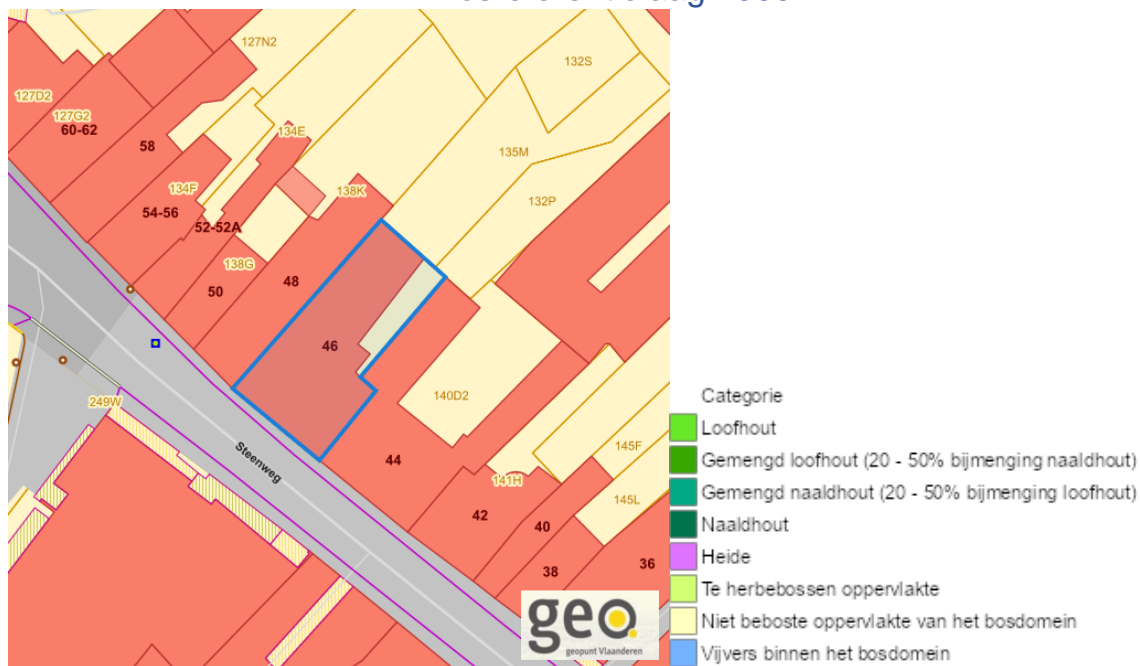 127N2
132S
127D2
127G2
60-62
134E
58
135M
134F
138K
132P
54-56
52-52A
138G
48
50
46
140D2
249W
Steenweg
145F
44
141H
145L
42
40
38
36
geo
geopunt Vlaanderen
Categorie
Loofhout
Gemengd loofhout (20 - 50% bijmenging naaldhout)
Gemengd naaldhout (20 - 50% bijmenging loofhout)
Naaldhout
Heide
Te herbebossen oppervlakte
Niet beboste oppervlakte van het bosdomein
Vijvers binnen het bosdomein